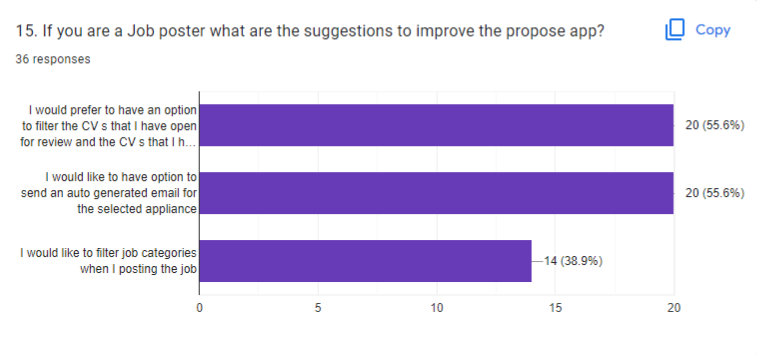 15. If you are a Job poster what are the suggestions to improve the propose app?
Copy
36 responses
I would prefer to have an option
to filter the CV s that I have open
for review and the CV s that I h...
20 (55.6%)
I would like to have option to
send an auto generated email for
the selected appliance
20 (55.6%)
I would like to filter job categories
when I posting the job
14 (38.9%)
0
5
10
15
20